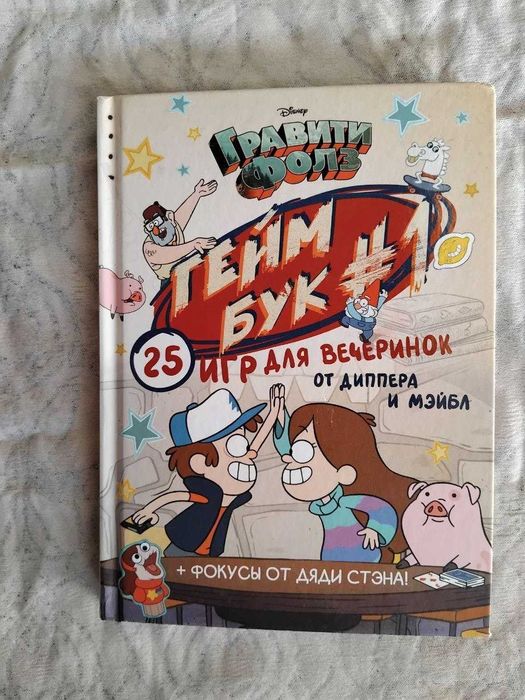 Disney
ГРАВИТИ
ФОЛЗ
ГЕЙМ
БУК #1
25 ИГР ДЛЯ ВЕЧЕРИНОК
ОТ ДИППЕРА
И МЭЙБЛ
+ ФОКУСЫ ОТ ДЯДИ СТЭНА!